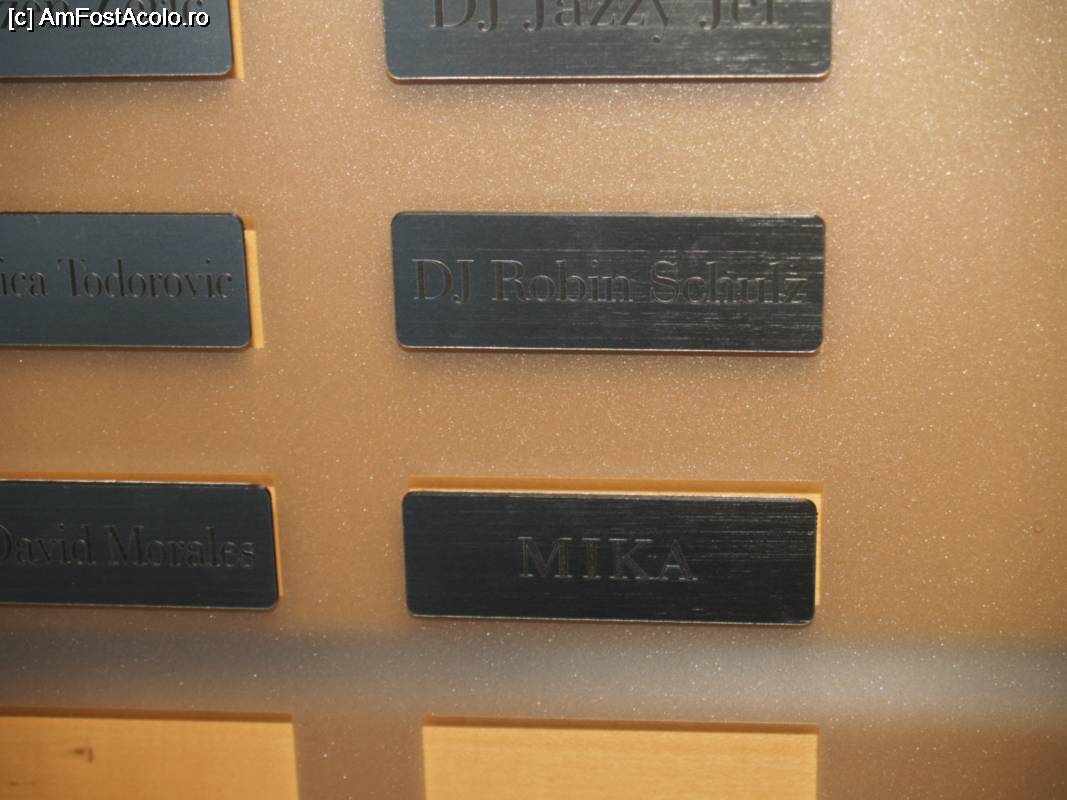 [c] AmFostAcolo.ro
DJ Jazzy Jef
ica Todorovic
DJ Robin Schulz
David Morales
MIKA